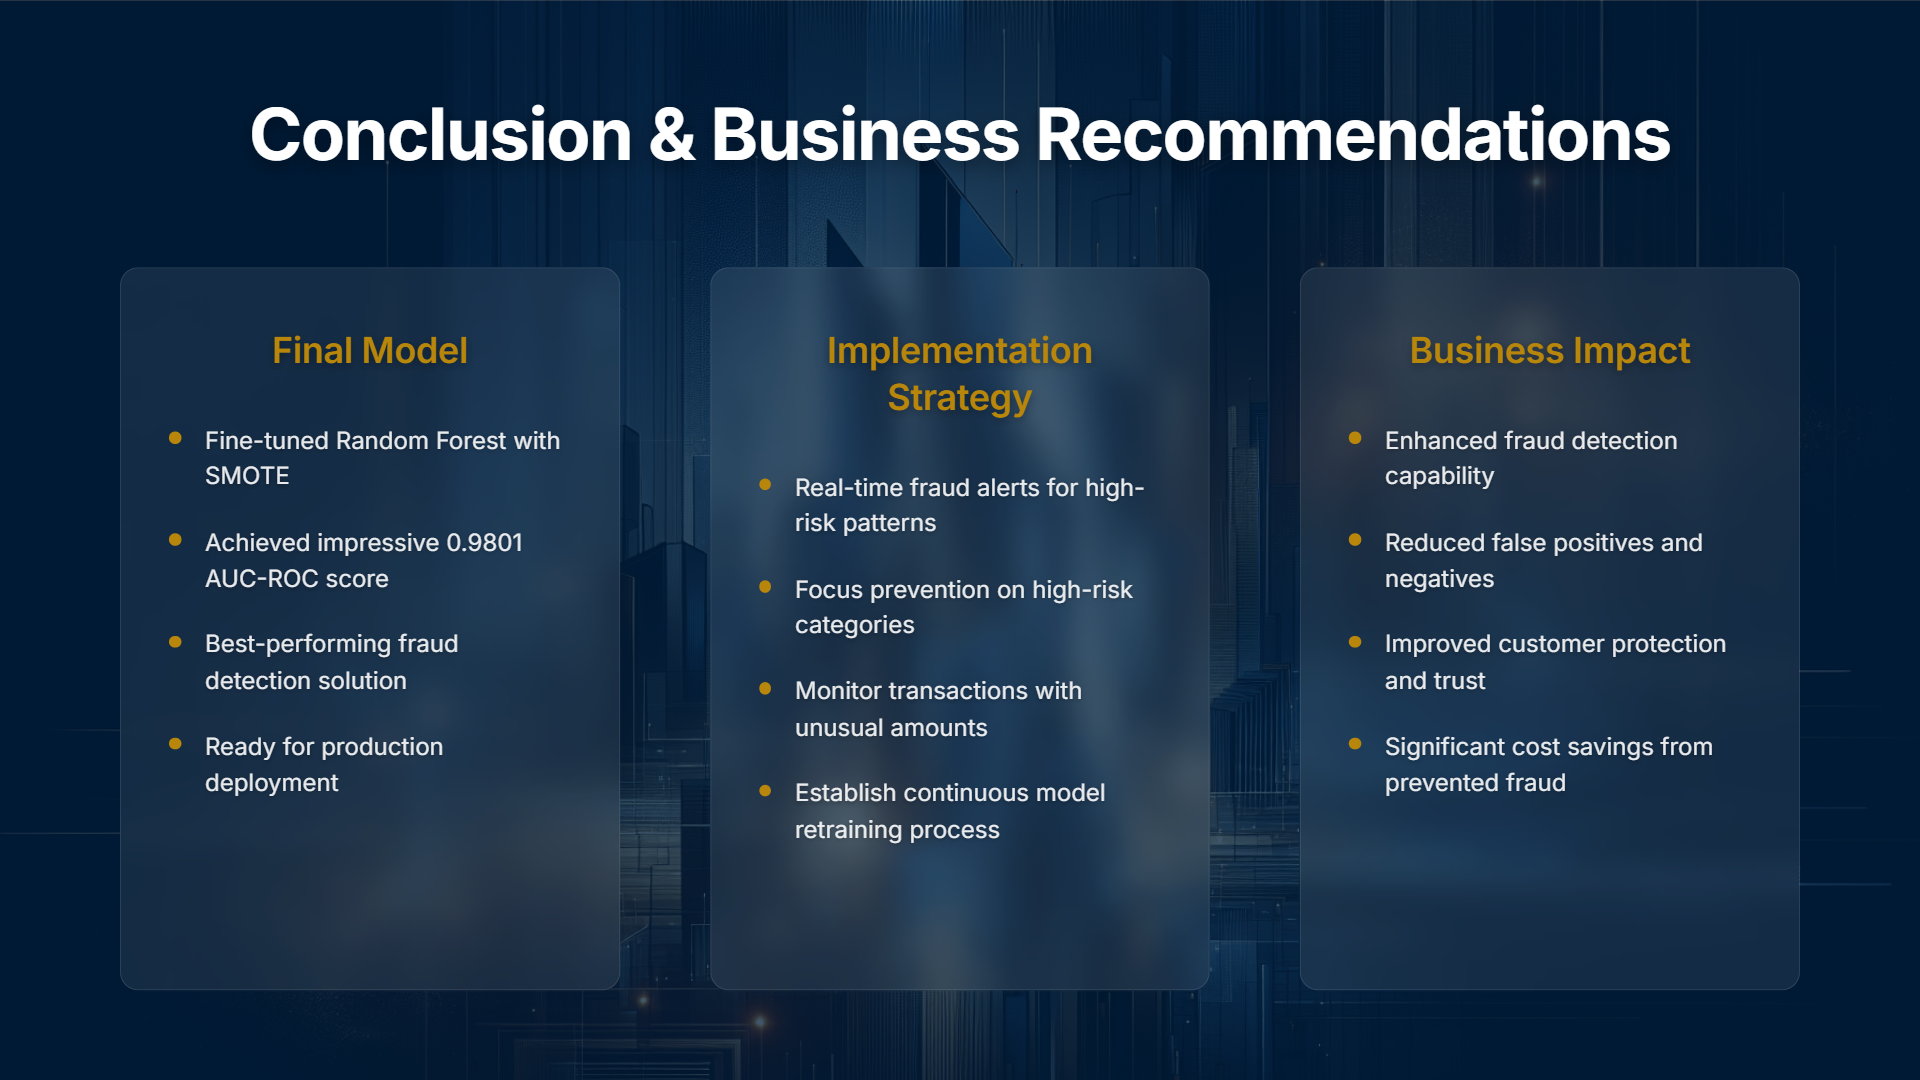 Conclusion & Business Recommendations
Final Model
Fine-tuned Random Forest with
SMOTE
Achieved impressive 0.9801
AUC-ROC score
Best-performing fraud
detection solution
Ready for production
deployment
Implementation
Strategy
Real-time fraud alerts for high-
risk patterns
Focus prevention on high-risk
categories
Monitor transactions with
unusual amounts
Establish continuous model
retraining process
Business Impact
Enhanced fraud detection
capability
Reduced false positives and
negatives
Improved customer protection
and trust
Significant cost savings from
prevented fraud